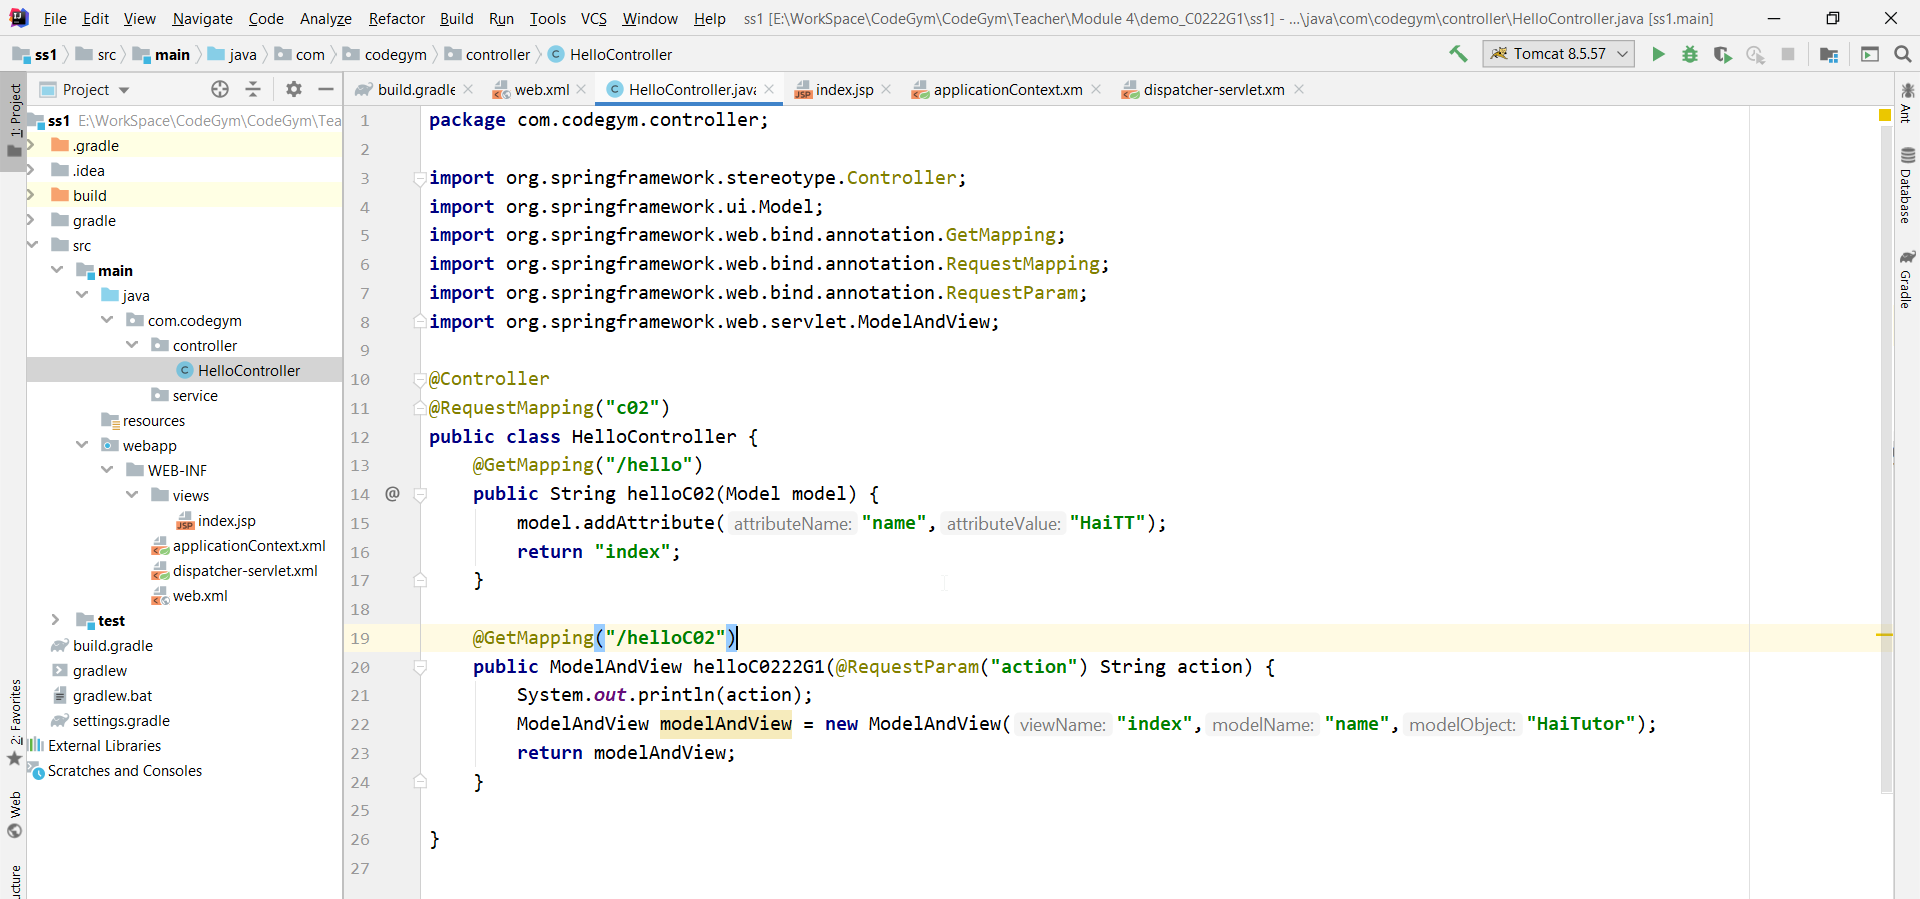 File Edit View Navigate Code Analyze Refactor Build Run Tools VCS Window Help ss1 [E:\WorkSpace\CodeGym\CodeGym\Teacher\Module 4\demo_C0222G1\ss1] - ...\java\com\codegym\controller\HelloController.java [ss1.main]
ss1 src main java com codegym controller HelloController Tomcat 8.5.57
Project build.gradle web.xml HelloController.java index.jsp applicationContext.xm dispatcher-servlet.xm
1: Project
2: Favorites
Web
ucture
Ant
Database
Gradle
ss1 E:\WorkSpace\CodeGym\CodeGym\Tea
.gradle
.idea
build
gradle
src
main
java
com.codegym
controller
HelloController
service
resources
webapp
WEB-INF
views
index.jsp
applicationContext.xml
dispatcher-servlet.xml
web.xml
test
build.gradle
gradlew
gradlew.bat
settings.gradle
External Libraries
Scratches and Consoles
1 package com.codegym.controller;
2
3 import org.springframework.stereotype.Controller;
4 import org.springframework.ui.Model;
5 import org.springframework.web.bind.annotation.GetMapping;
6 import org.springframework.web.bind.annotation.RequestMapping;
7 import org.springframework.web.bind.annotation.RequestParam;
8 import org.springframework.web.servlet.ModelAndView;
9
10 @Controller
11 @RequestMapping("c02")
12 public class HelloController {
13 @GetMapping("/hello")
14 @ public String helloC02(Model model) {
15 model.addAttribute( attributeName: "name", attributeValue: "HaiTT");
16 return "index";
17 }
18
19 @GetMapping("/helloC02")
20 public ModelAndView helloC0222G1(@RequestParam("action") String action) {
21 System.out.println(action);
22 ModelAndView modelAndView = new ModelAndView( viewName: "index", modelName: "name", modelObject: "HaiTutor");
23 return modelAndView;
24 }
25
26 }
27